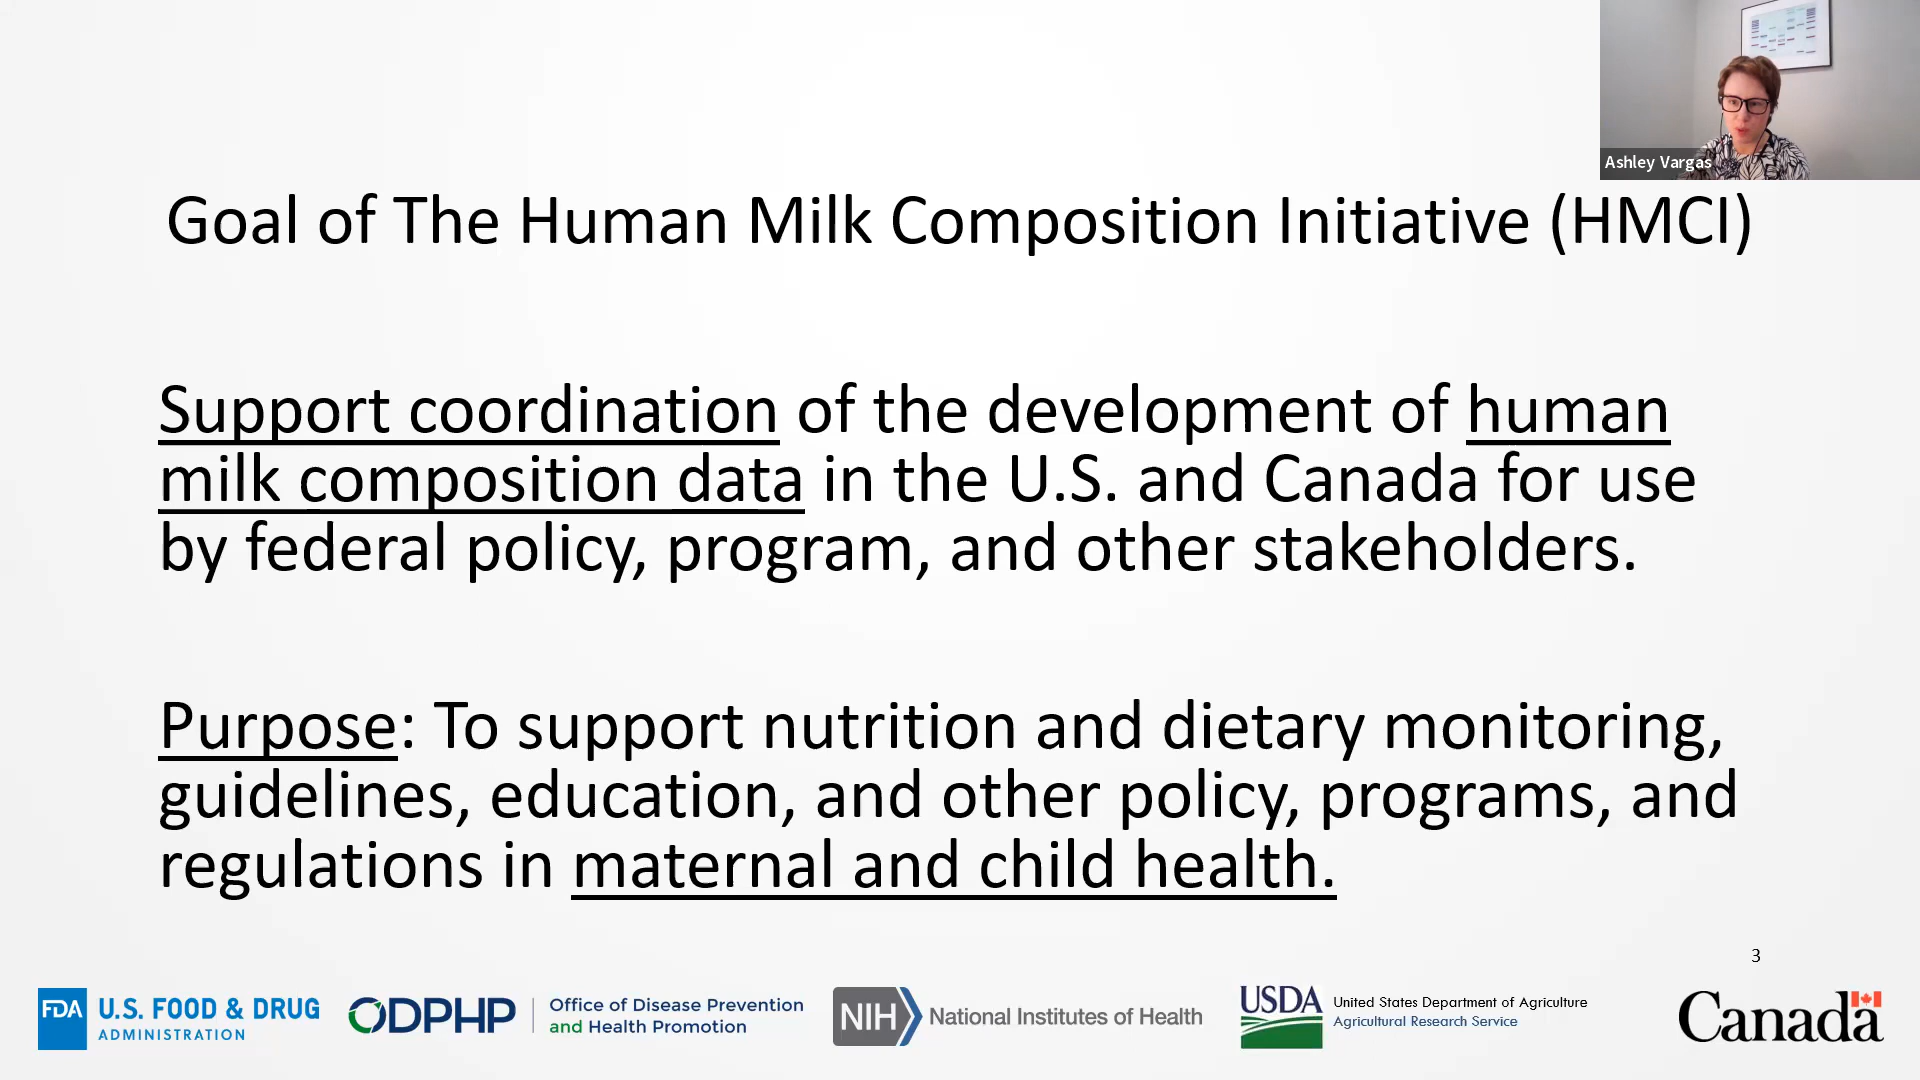 Ashley Vargas
Goal of The Human Milk Composition Initiative (HMCI)
Support coordination of the development of human
milk composition data in the U.S. and Canada for use
by federal policy, program, and other stakeholders.
Purpose: To support nutrition and dietary monitoring,
guidelines, education, and other policy, programs, and
regulations in maternal and child health.
3
FDA U.S. FOOD & DRUG
ADMINISTRATION
ODPHP
Office of Disease Prevention
and Health Promotion
NIH National Institutes of Health
USDA
United States Department of Agriculture
Agricultural Research Service
Canada